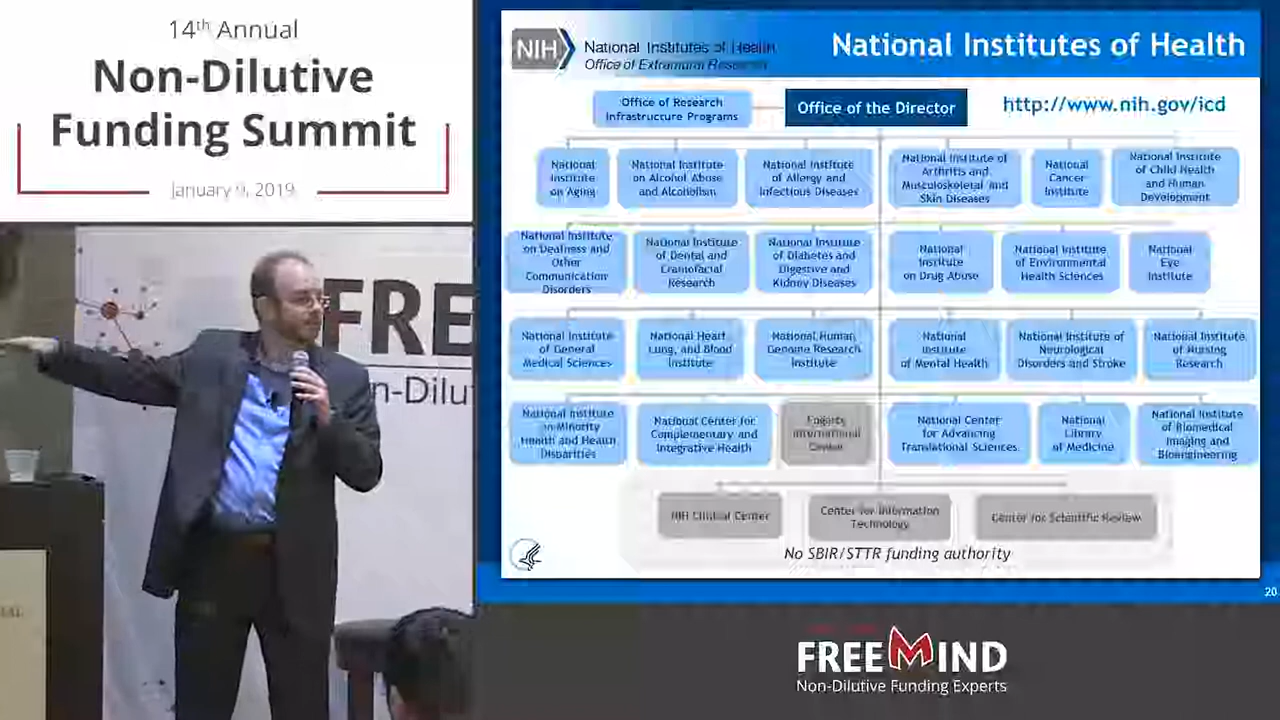 14th Annual
Non-Dilutive
Funding Summit
January 9, 2019
FRE
n-Dilu
NIH
National Institutes of Health
Office of Extramural Research
National Institutes of Health
Office of Research
Infrastructure Programs
Office of the Director
http://www.nih.gov/icd
National
Institute
on Aging
National Institute
on Alcohol Abuse
and Alcoholism
National Institute
of Allergy and
Infectious Diseases
National Institute of
Arthritis and
Musculoskeletal and
Skin Diseases
National
Cancer
Institute
National Institute
of Child Health
and Human
Development
National Institute
on Deafness and
Other
Communication
Disorders
National Institute
of Dental and
Craniofacial
Research
National Institute
of Diabetes and
Digestive and
Kidney Diseases
National
Institute
on Drug Abuse
National Institute
of Environmental
Health Sciences
National
Eye
Institute
National Institute
of General
Medical Sciences
National Heart
Lung, and Blood
Institute
National Human
Genome Research
Institute
National
Institute
of Mental Health
National Institute of
Neurological
Disorders and Stroke
National Institute
of Nursing
Research
National Institute
on Minority
Health and Health
Disparities
National Center for
Complementary and
Integrative Health
Fogarty
International
Center
National Center
for Advancing
Translational Sciences
National
Library
of Medicine
National Institute
of Biomedical
Imaging and
Bioengineering
NIH Clinical Center
Center for Information
Technology
Center for Scientific Review
No SBIR/STTR funding authority
20
FREEMIND
Non-Dilutive Funding Experts